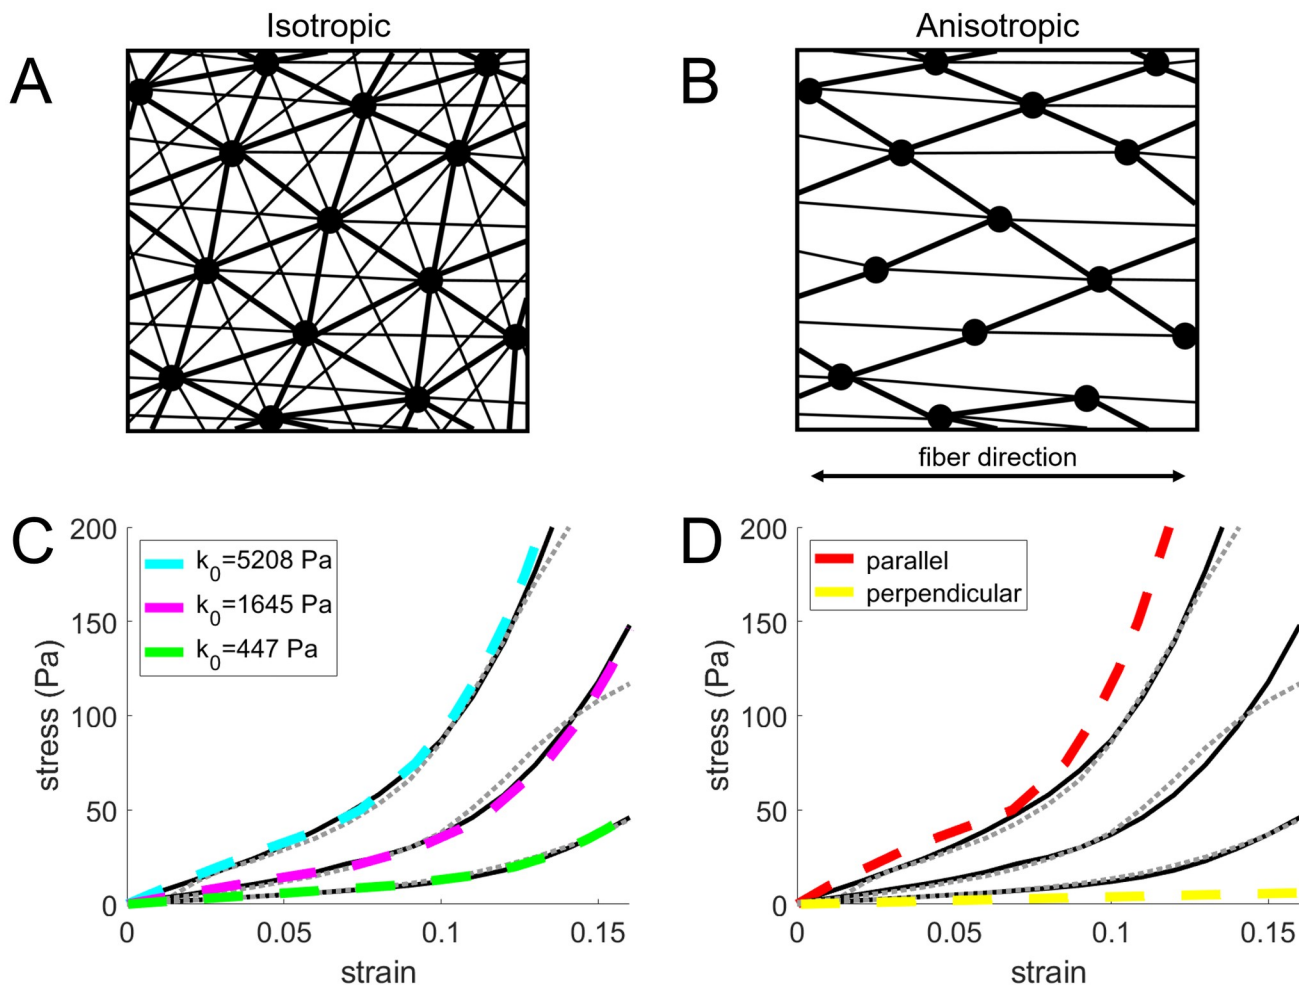 Isotropic
Anisotropic
A
B
fiber direction
C
200
150
100
50
0
stress (Pa)
k0=5208 Pa
k0=1645 Pa
k0=447 Pa
0
0.05
0.1
0.15
strain
D
200
150
100
50
0
stress (Pa)
parallel
perpendicular
0
0.05
0.1
0.15
strain